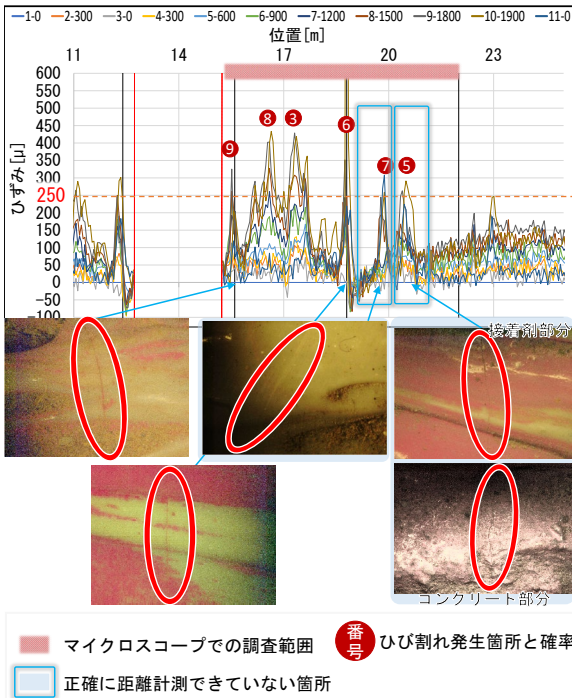 1-0 2-300 3-0 4-300 5-600 6-900 7-1200 8-1500 9-1800 10-1900 11-0
位置[m]
11 14 17 20 23
ひずみ[μ]
600
550
500
450
400
350
300
250
200
150
100
50
0
-50
-100
9 8 3 6 7 5
接着剤部分
コンクリート部分
マイクロスコープでの調査範囲
番号 ひび割れ発生箇所と確率
正確に距離計測できていない箇所